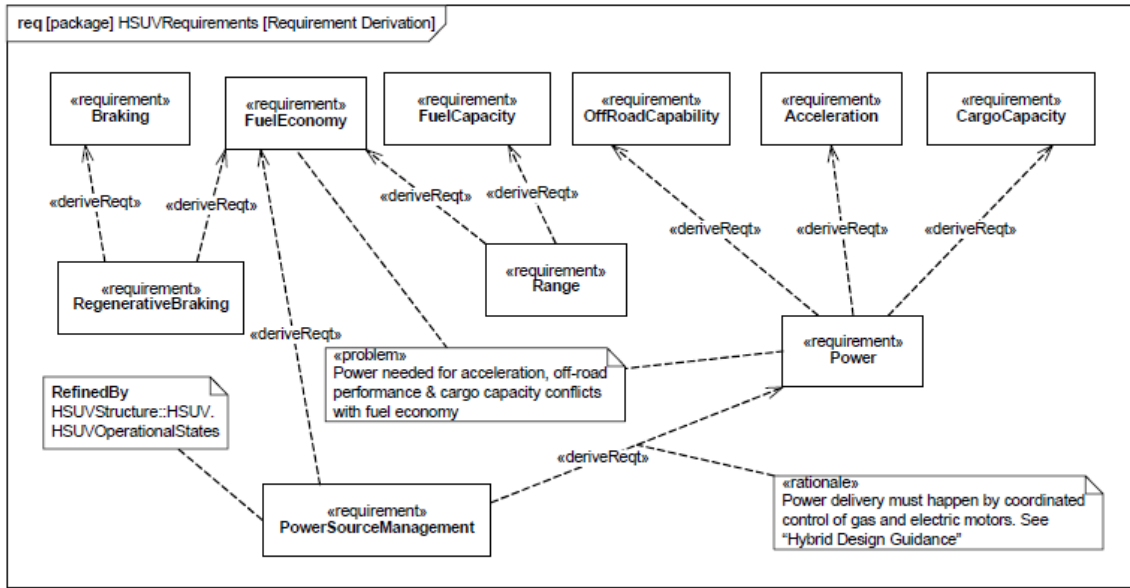 req [package] HSUVRequirements [Requirement Derivation]
«requirement»
Braking
«requirement»
FuelEconomy
«requirement»
FuelCapacity
«requirement»
OffRoadCapability
«requirement»
Acceleration
«requirement»
CargoCapacity
«deriveReqt»
«deriveReqt»
«deriveReqt»
«deriveReqt»
«deriveReqt»
«deriveReqt»
«deriveReqt»
«requirement»
RegenerativeBraking
«requirement»
Range
«deriveReqt»
«requirement»
Power
«problem»
Power needed for acceleration, off-road
performance & cargo capacity conflicts
with fuel economy
RefinedBy
HSUVStructure::HSUV.
HSUVOperationalStates
«deriveReqt»
«requirement»
PowerSourceManagement
«rationale»
Power delivery must happen by coordinated
control of gas and electric motors. See
“Hybrid Design Guidance”